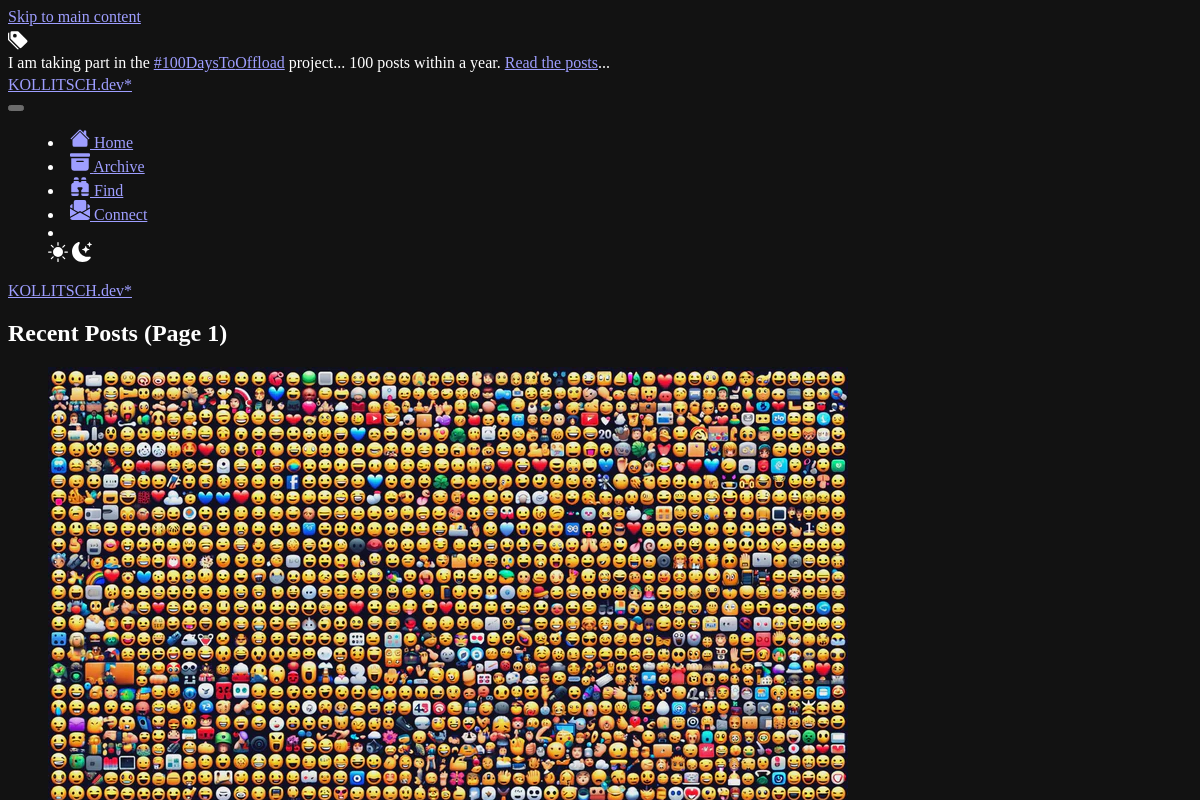 Skip to main content
I am taking part in the #100DaysToOffload project... 100 posts within a year. Read the posts...
KOLLITSCH.dev*
Home
Archive
Find
Connect
KOLLITSCH.dev*
Recent Posts (Page 1)